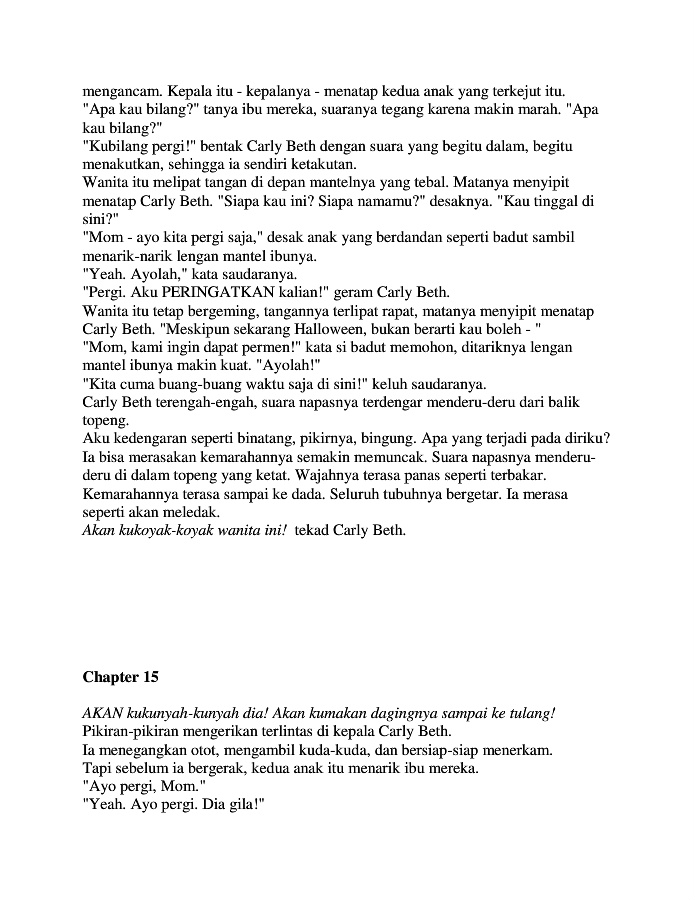 mengancam. Kepala itu - kepalanya - menatap kedua anak yang terkejut itu.
"Apa kau bilang?" tanya ibu mereka, suaranya tegang karena makin marah. "Apa
kau bilang?"
"Kubilang pergi!" bentak Carly Beth dengan suara yang begitu dalam, begitu
menakutkan, sehingga ia sendiri ketakutan.
Wanita itu melipat tangan di depan mantelnya yang tebal. Matanya menyipit
menatap Carly Beth. "Siapa kau ini? Siapa namamu?" desaknya. "Kau tinggal di
sini?"
"Mom - ayo kita pergi saja," desak anak yang berdandan seperti badut sambil
menarik-narik lengan mantel ibunya.
"Yeah. Ayolah," kata saudaranya.
"Pergi. Aku PERINGATKAN kalian!" geram Carly Beth.
Wanita itu tetap bergeming, tangannya terlipat rapat, matanya menyipit menatap
Carly Beth. "Meskipun sekarang Halloween, bukan berarti kau boleh - "
"Mom, kami ingin dapat permen!" kata si badut memohon, ditariknya lengan
mantel ibunya makin kuat. "Ayolah!"
"Kita cuma buang-buang waktu saja di sini!" keluh saudaranya.
Carly Beth terengah-engah, suara napasnya terdengar menderu-deru dari balik
topeng.
Aku kedengaran seperti binatang, pikirnya, bingung. Apa yang terjadi pada diriku?
Ia bisa merasakan kemarahannya semakin memuncak. Suara napasnya menderu-
deru di dalam topeng yang ketat. Wajahnya terasa panas seperti terbakar.
Kemarahannya terasa sampai ke dada. Seluruh tubuhnya bergetar. Ia merasa
seperti akan meledak.
Akan kukoyak-koyak wanita ini!  tekad Carly Beth.
Chapter 15
AKAN kukunyah-kunyah dia! Akan kumakan dagingnya sampai ke tulang!
Pikiran-pikiran mengerikan terlintas di kepala Carly Beth.
Ia menegangkan otot, mengambil kuda-kuda, dan bersiap-siap menerkam.
Tapi sebelum ia bergerak, kedua anak itu menarik ibu mereka.
"Ayo pergi, Mom."
"Yeah. Ayo pergi. Dia gila!"